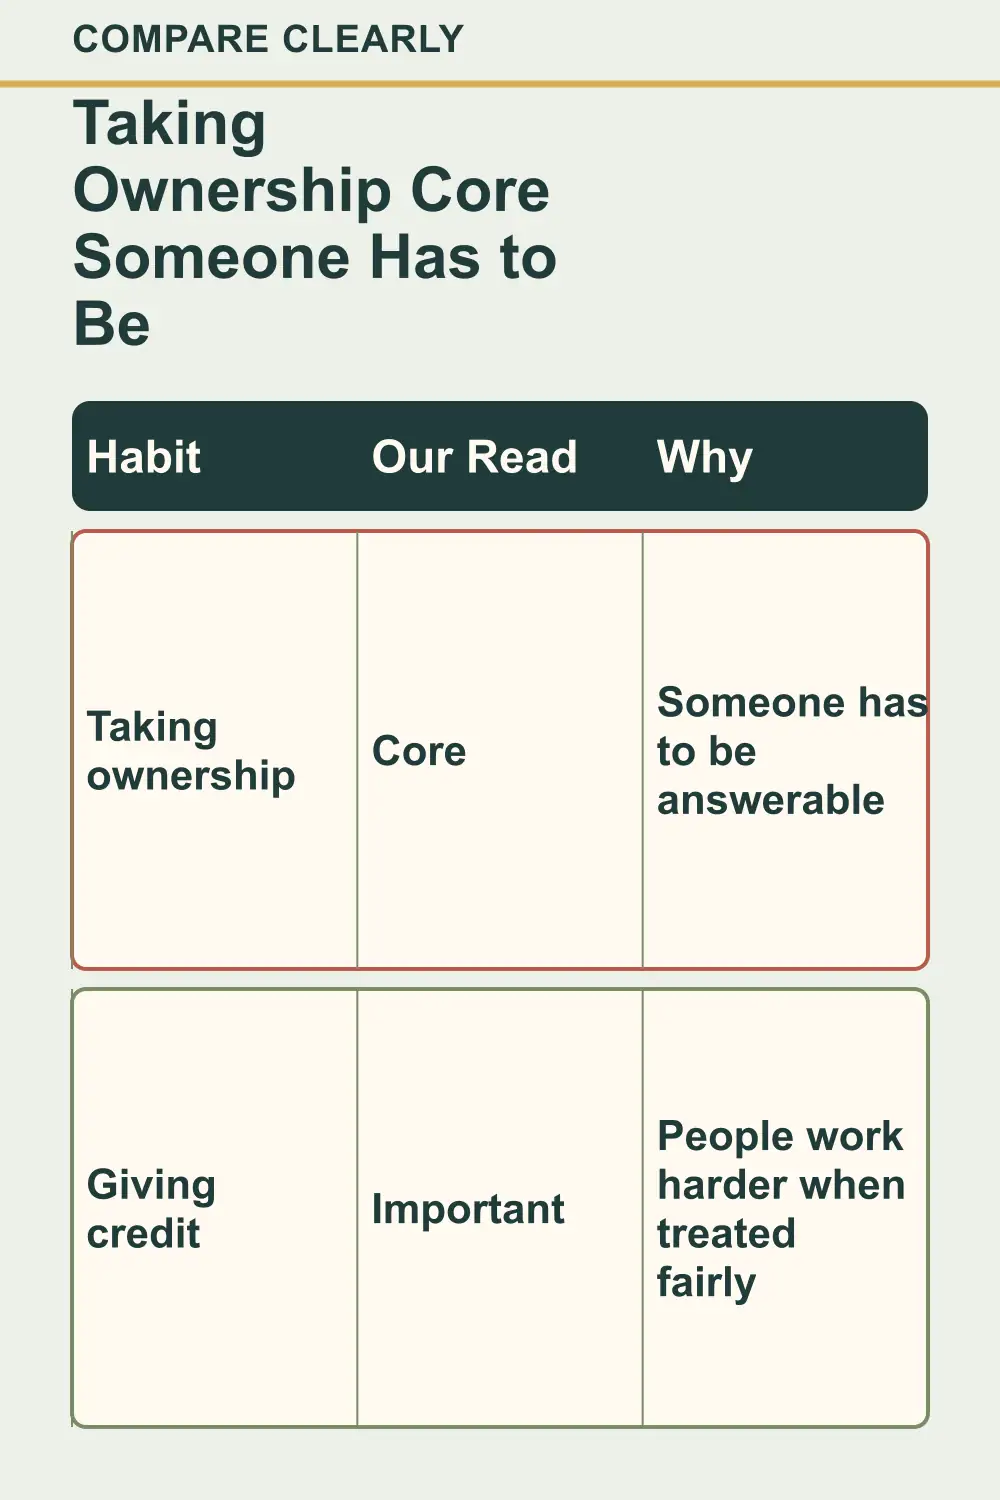 COMPARE CLEARLY
Taking
Ownership Core
Someone Has to
Be
Habit
Our Read
Why
Taking
ownership
Core
Someone has
to be
answerable
Giving
credit
Important
People work
harder when
treated
fairly